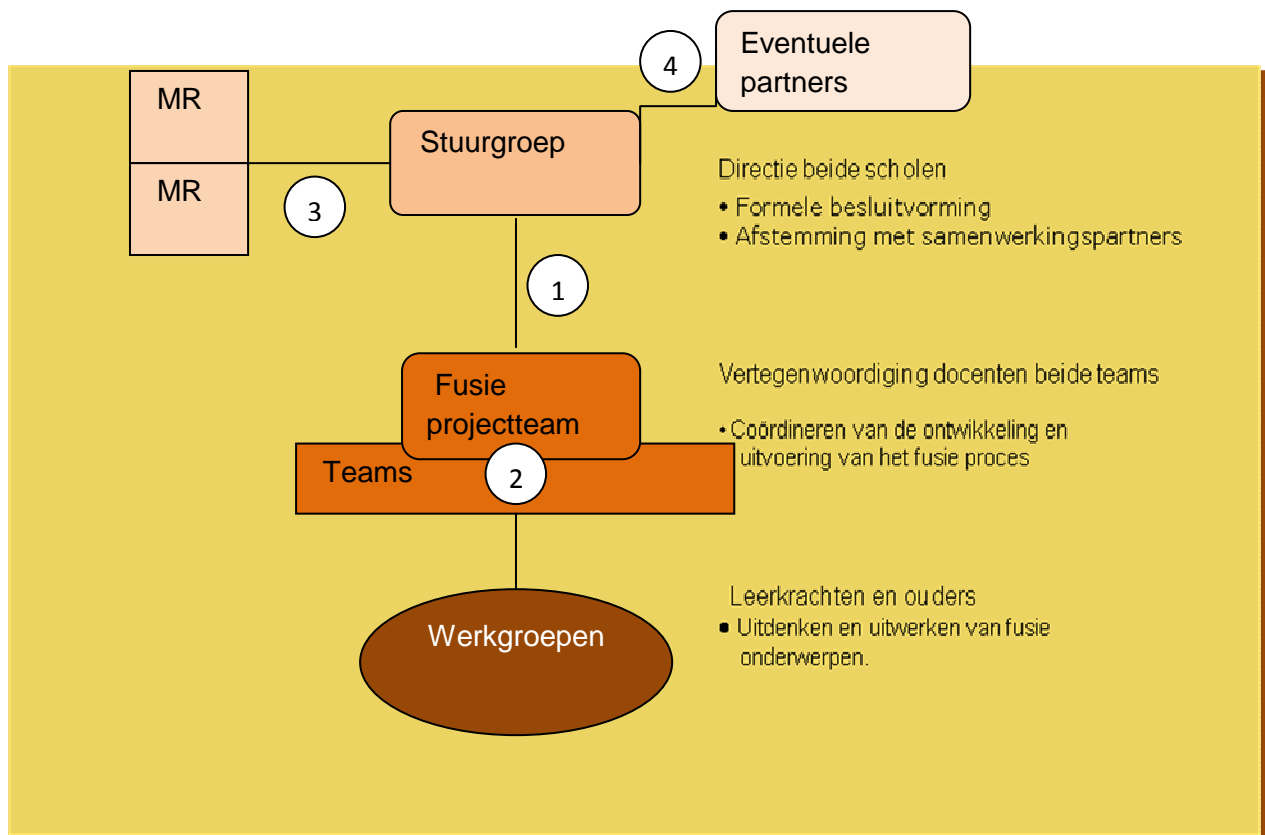 Eventuele
partners
4
MR
Stuurgroep
MR
3
Directie beide scholen
• Formele besluitvorming
• Afstemming met samenwerkingspartners
1
Fusie
projectteam
Vertegenwoordiging docenten beide teams
• Coördineren van de ontwikkeling en
uitvoering van het fusie proces
Teams
2
Werkgroepen
Leerkrachten en ouders
• Uitdenken en uitwerken van fusie
onderwerpen.